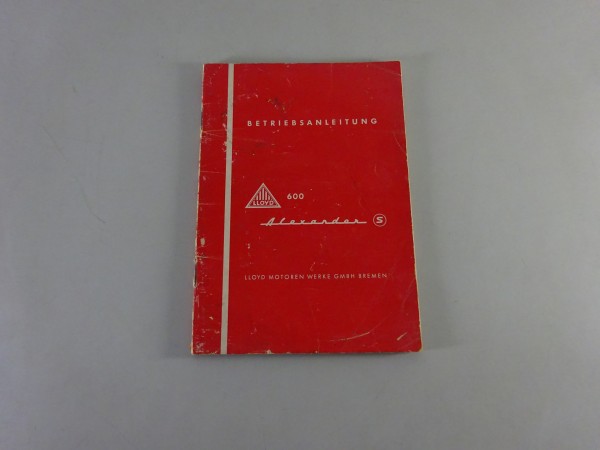 BETRIEBSANLEITUNG
LLOYD 600
Alexander S
LLOYD MOTOREN WERKE GMBH BREMEN